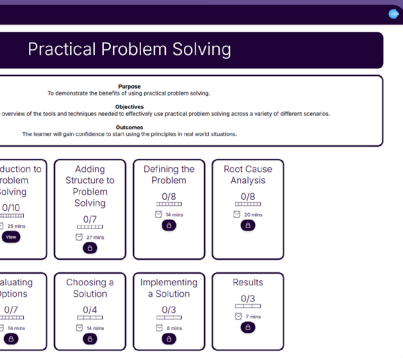 Practical Problem Solving
Purpose
To demonstrate the benefits of using practical problem solving.
Objectives
overview of the tools and techniques needed to effectively use practical problem solving across a variety of different scenarios.
Outcomes
The learner will gain confidence to start using the principles in real world situations.
duction to
roblem
olving
0/10
25 mins
View
Adding
Structure to
Problem
Solving
0/7
27 mins
Defining the
Problem
0/8
14 mins
Root Cause
Analysis
0/8
20 mins
aluating
ptions
0/7
14 mins
Choosing a
Solution
0/4
14 mins
Implementing
a Solution
0/3
8 mins
Results
0/3
7 mins